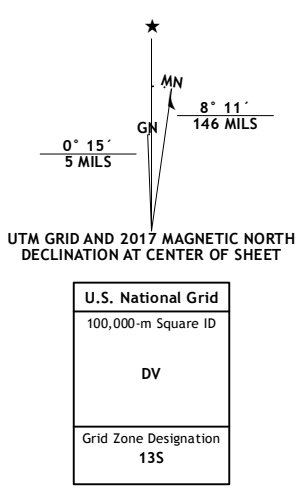 ★
MN
GN
8° 11´
146 MILS
0° 15´
5 MILS
UTM GRID AND 2017 MAGNETIC NORTH
DECLINATION AT CENTER OF SHEET
U.S. National Grid
100,000-m Square ID
DV
Grid Zone Designation
13S